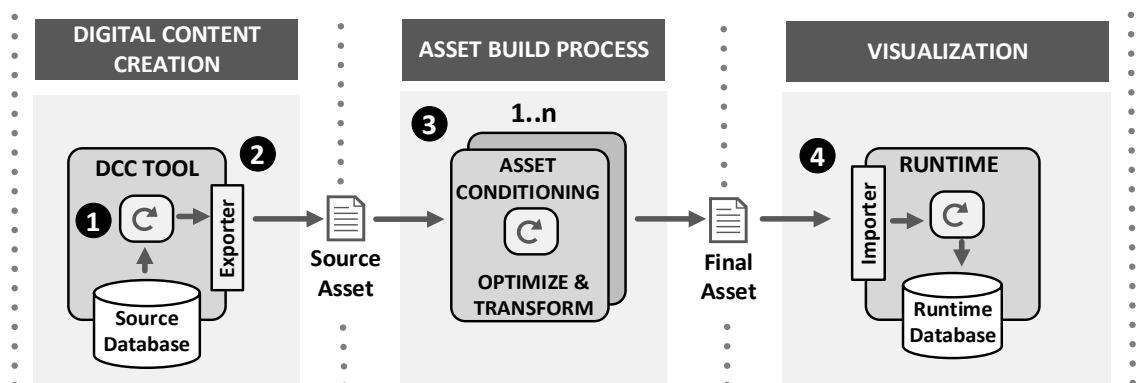 DIGITAL CONTENT
CREATION
ASSET BUILD PROCESS
VISUALIZATION
1
2
DCC TOOL
Exporter
Source
Database
Source
Asset
3
1..n
ASSET
CONDITIONING
OPTIMIZE &
TRANSFORM
Final
Asset
4
RUNTIME
Importer
Runtime
Database